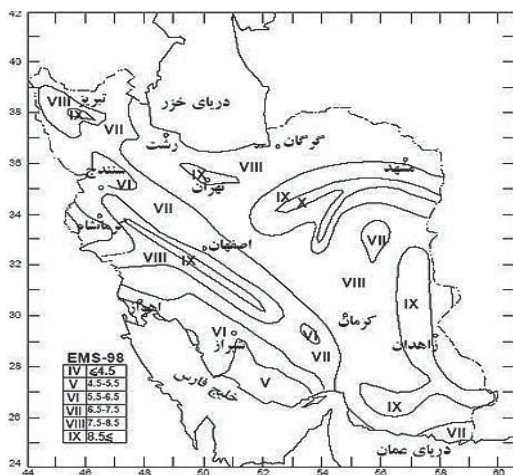 42
40
38
36
34
32
30
28
26
24
44 46 48 50 52 54 56 58 60 62
VIII
تبریز
IX
VII
دریای خزر
رشت
گرگان
VIII
مشهد
IX
تهران
سنندج
VI
IX
X
کرمانشاه
VII
اصفهان
VII
VIII
IX
VIII
IX
اهواز
VI
شیراز
VI
کرمان
زاهدان
VII
V
خلیج فارس
IX
VII
دریای عمان
EMS-98
IV ≤4.5
V 4.5-5.5
VI 5.5-6.5
VII 6.5-7.5
VIII 7.5-8.5
IX 8.5≤